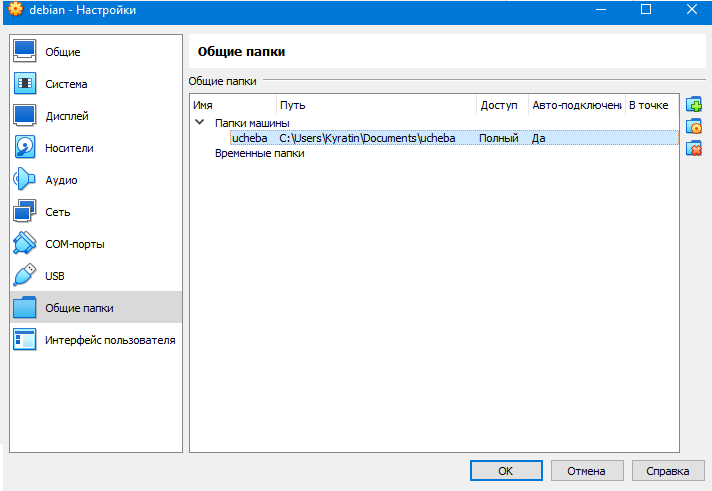 debian - Настройки
Общие
Система
Дисплей
Носители
Аудио
Сеть
COM-порты
USB
Общие папки
Интерфейс пользователя
Общие папки
Общие папки
Имя Путь Доступ Авто-подключени В точке
Папки машины
ucheba C:\Users\Kyratin\Documents\ucheba Полный Да
Временные папки
OK Отмена Справка